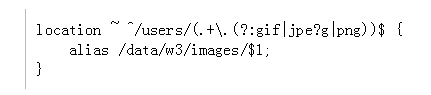 location ~ ^/users/(.+\.(?:gif|jpe?g|png))$ {
    alias /data/w3/images/$1;
}